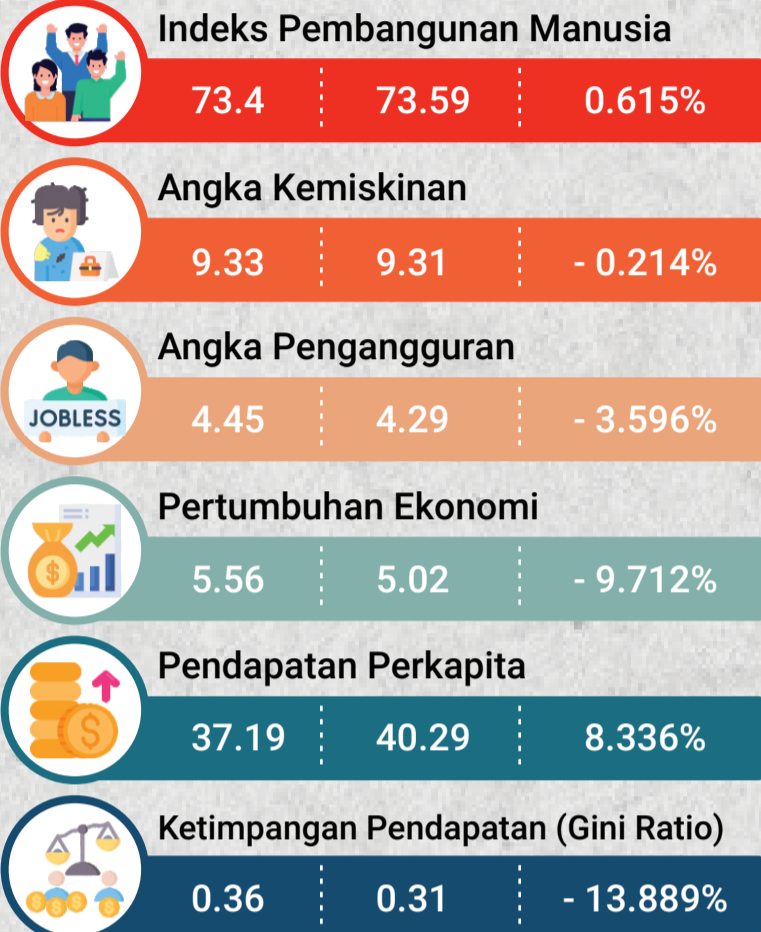 Indeks Pembangunan Manusia
73.4 73.59 0.615%
Angka Kemiskinan
9.33 9.31 - 0.214%
Angka Pengangguran
JOBLESS
4.45 4.29 - 3.596%
Pertumbuhan Ekonomi
5.56 5.02 - 9.712%
Pendapatan Perkapita
37.19 40.29 8.336%
Ketimpangan Pendapatan (Gini Ratio)
0.36 0.31 - 13.889%